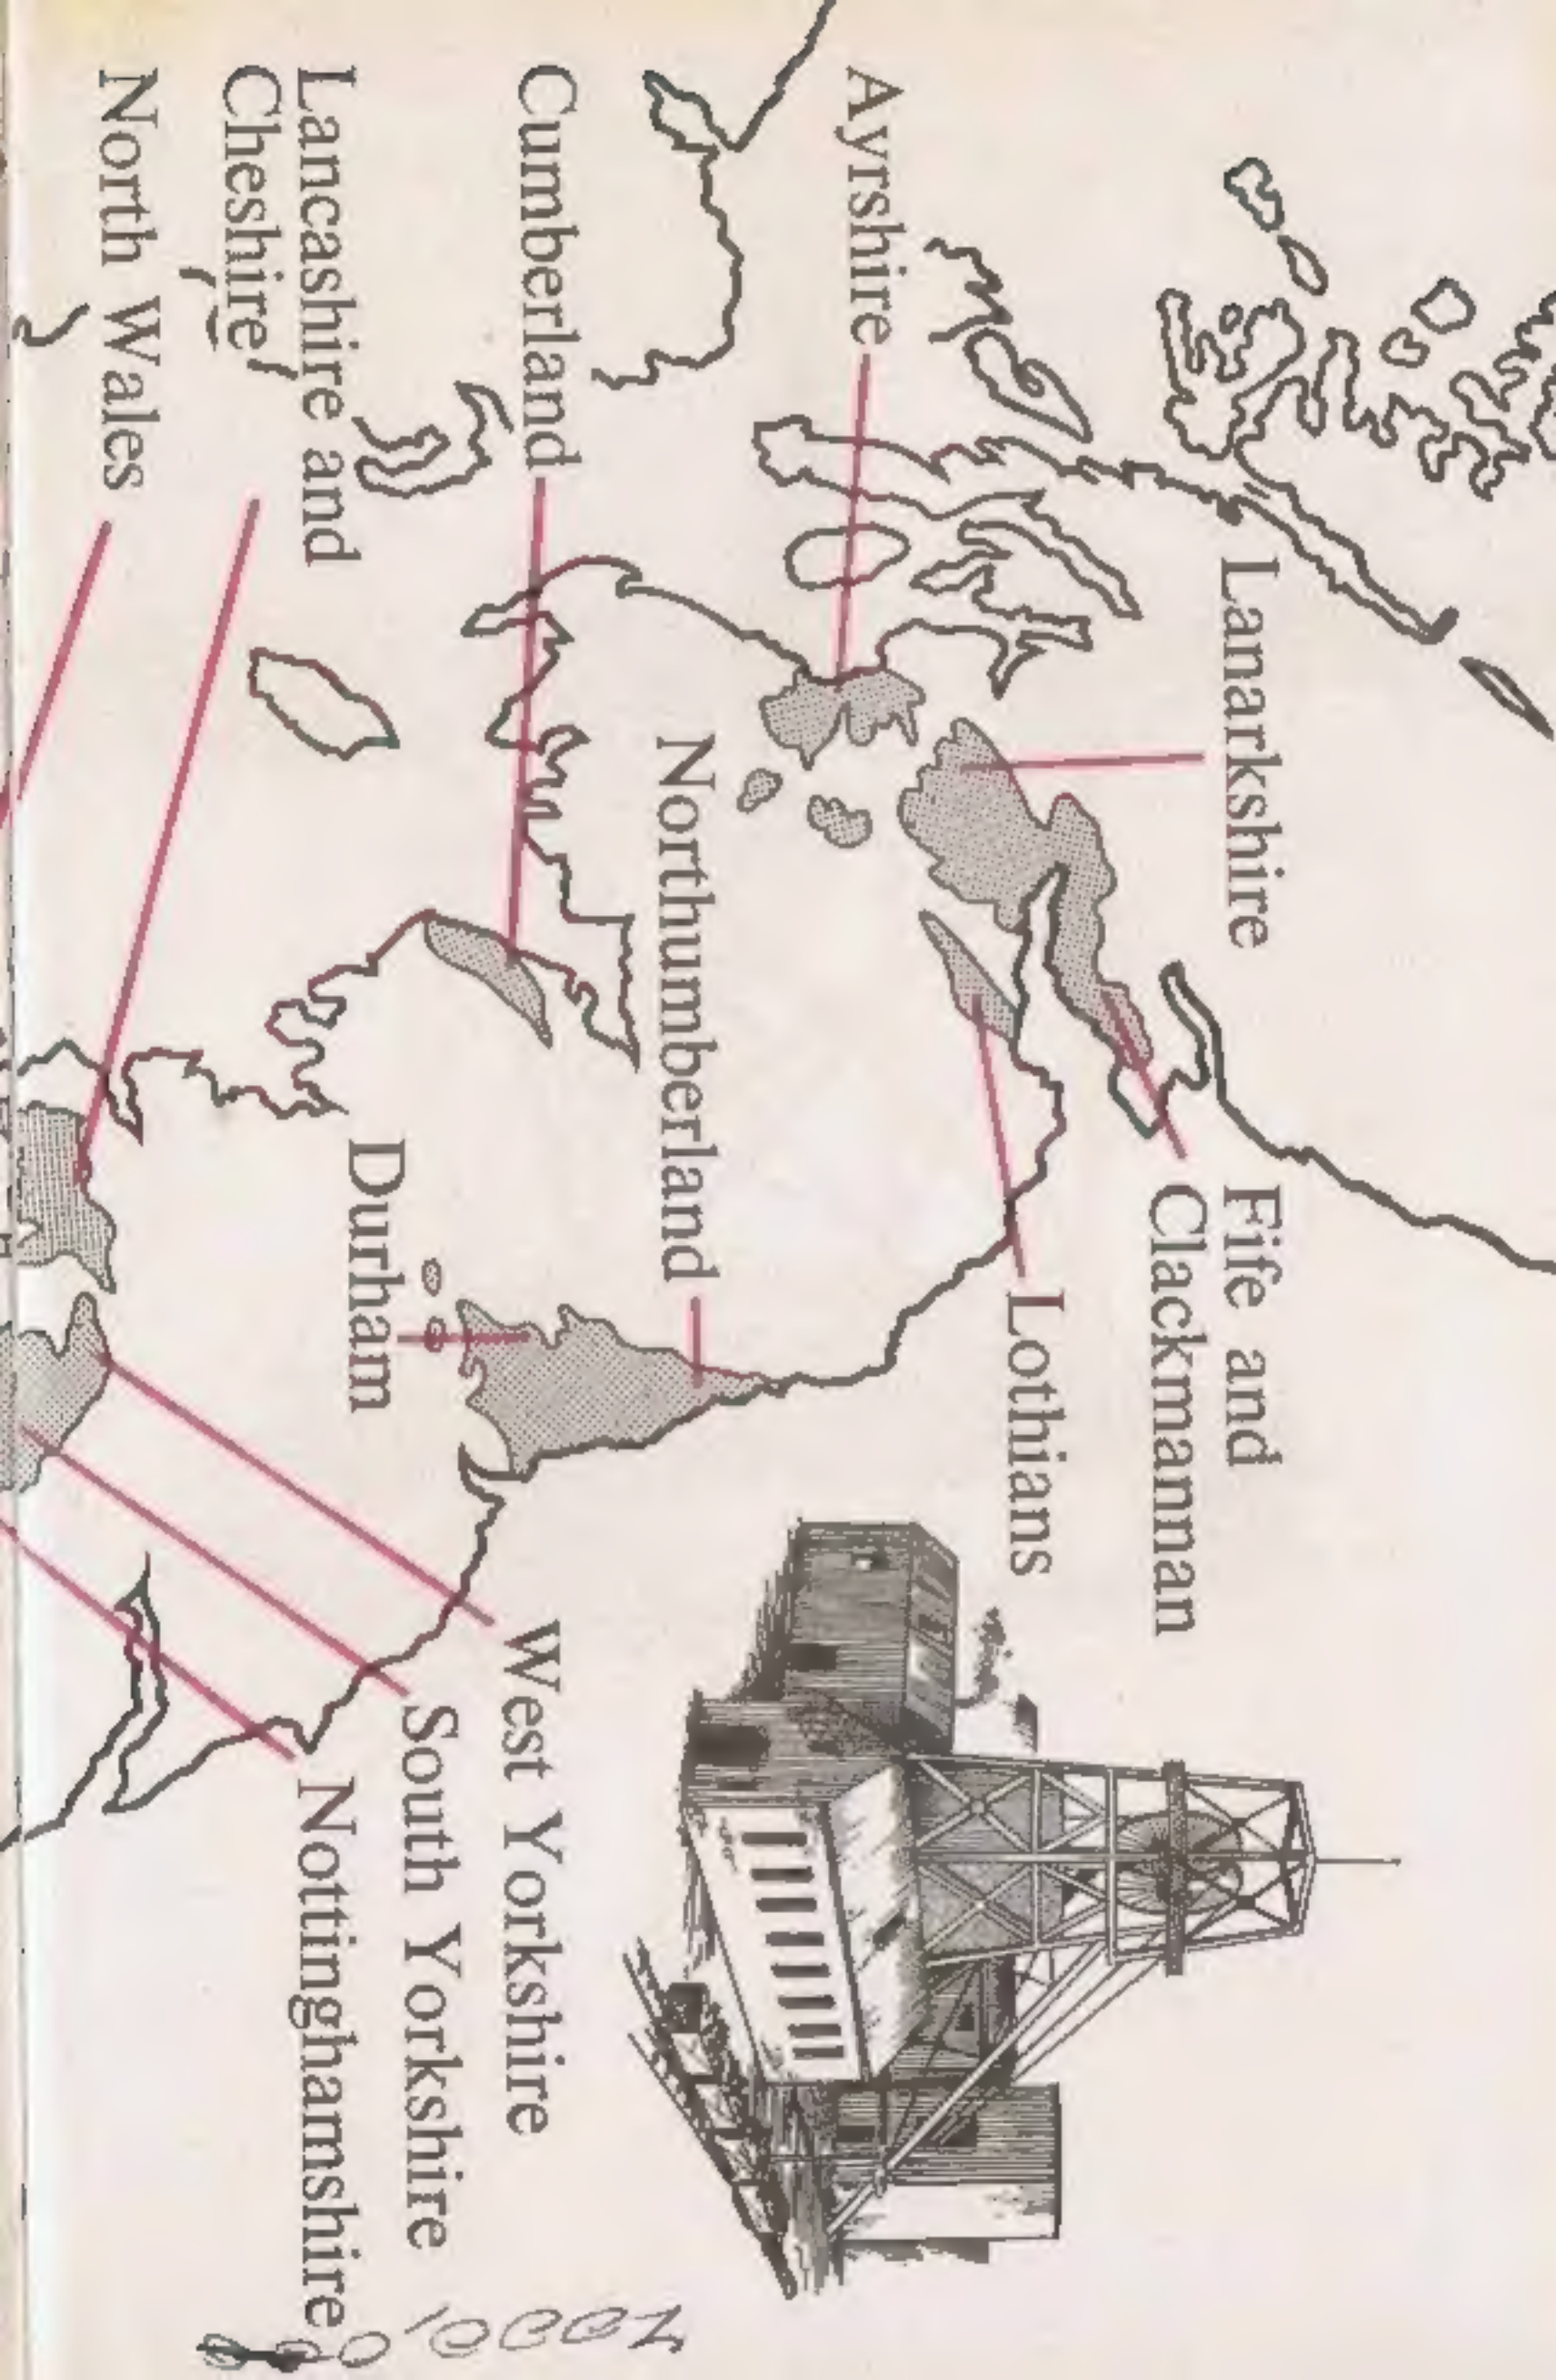 Lanarkshire
Fife and
Clackmannan
Ayrshire
Lothians
Northumberland
Cumberland
Durham
West Yorkshire
South Yorkshire
Nottinghamshire
Lancashire and
Cheshire
North Wales